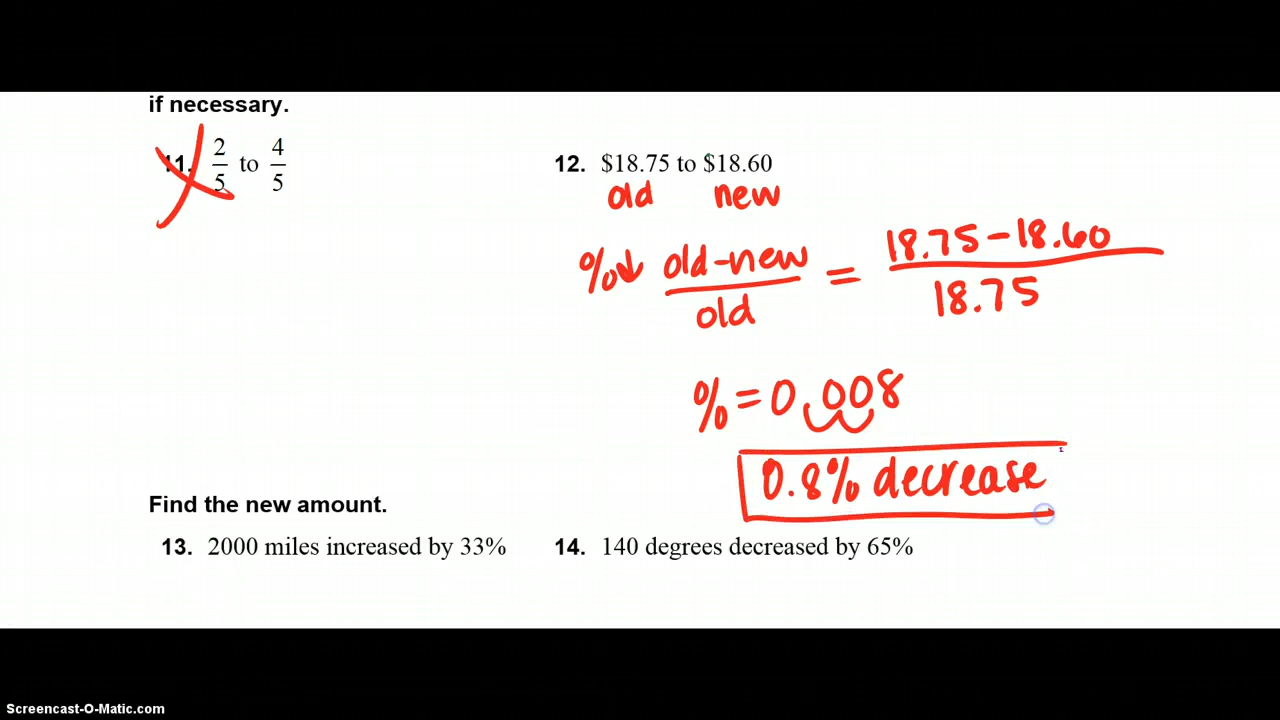 if necessary.
11. 2/5 to 4/5
12. $18.75 to $18.60
old new
%↓ old-new/old = 18.75-18.60/18.75
% = 0.008
0.8% decrease
Find the new amount.
13. 2000 miles increased by 33%
14. 140 degrees decreased by 65%
Screencast-O-Matic.com